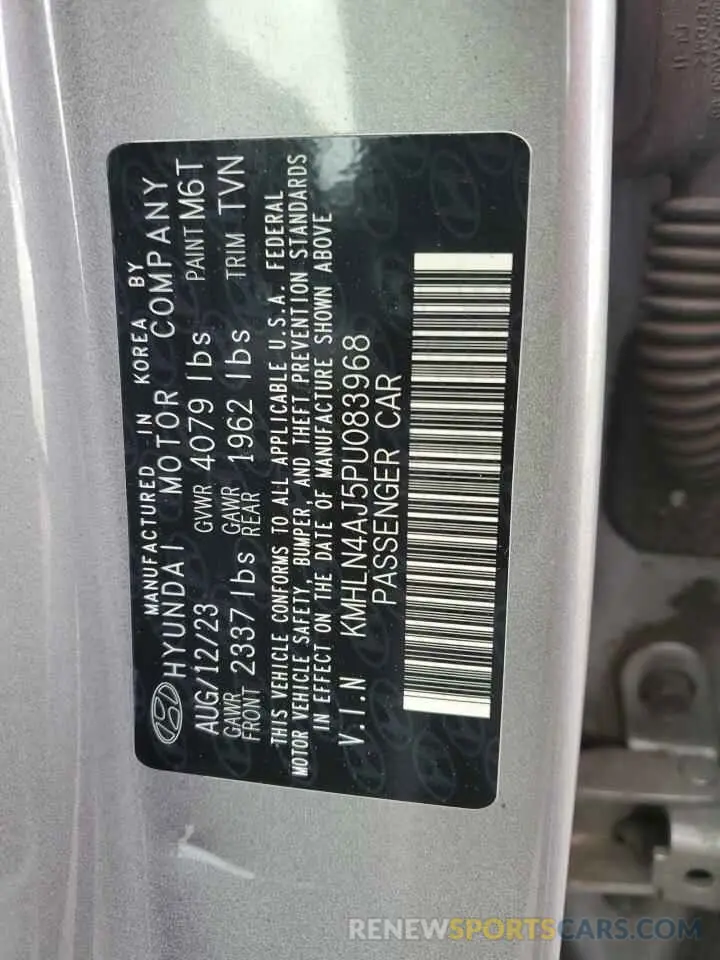 MANUFACTURED IN KOREA BY
HYUNDAI MOTOR COMPANY
AUG/12/23 GVWR 4079 lbs PAINT M6T
GAWR FRONT 2337 lbs GAWR REAR 1962 lbs TRIM TVN
THIS VEHICLE CONFORMS TO ALL APPLICABLE U.S.A. FEDERAL
MOTOR VEHICLE SAFETY, BUMPER, AND THEFT PREVENTION STANDARDS
IN EFFECT ON THE DATE OF MANUFACTURE SHOWN ABOVE
V.I.N KMHLN4AJ5PU083968
PASSENGER CAR
RENEWSPORTSCARS.COM